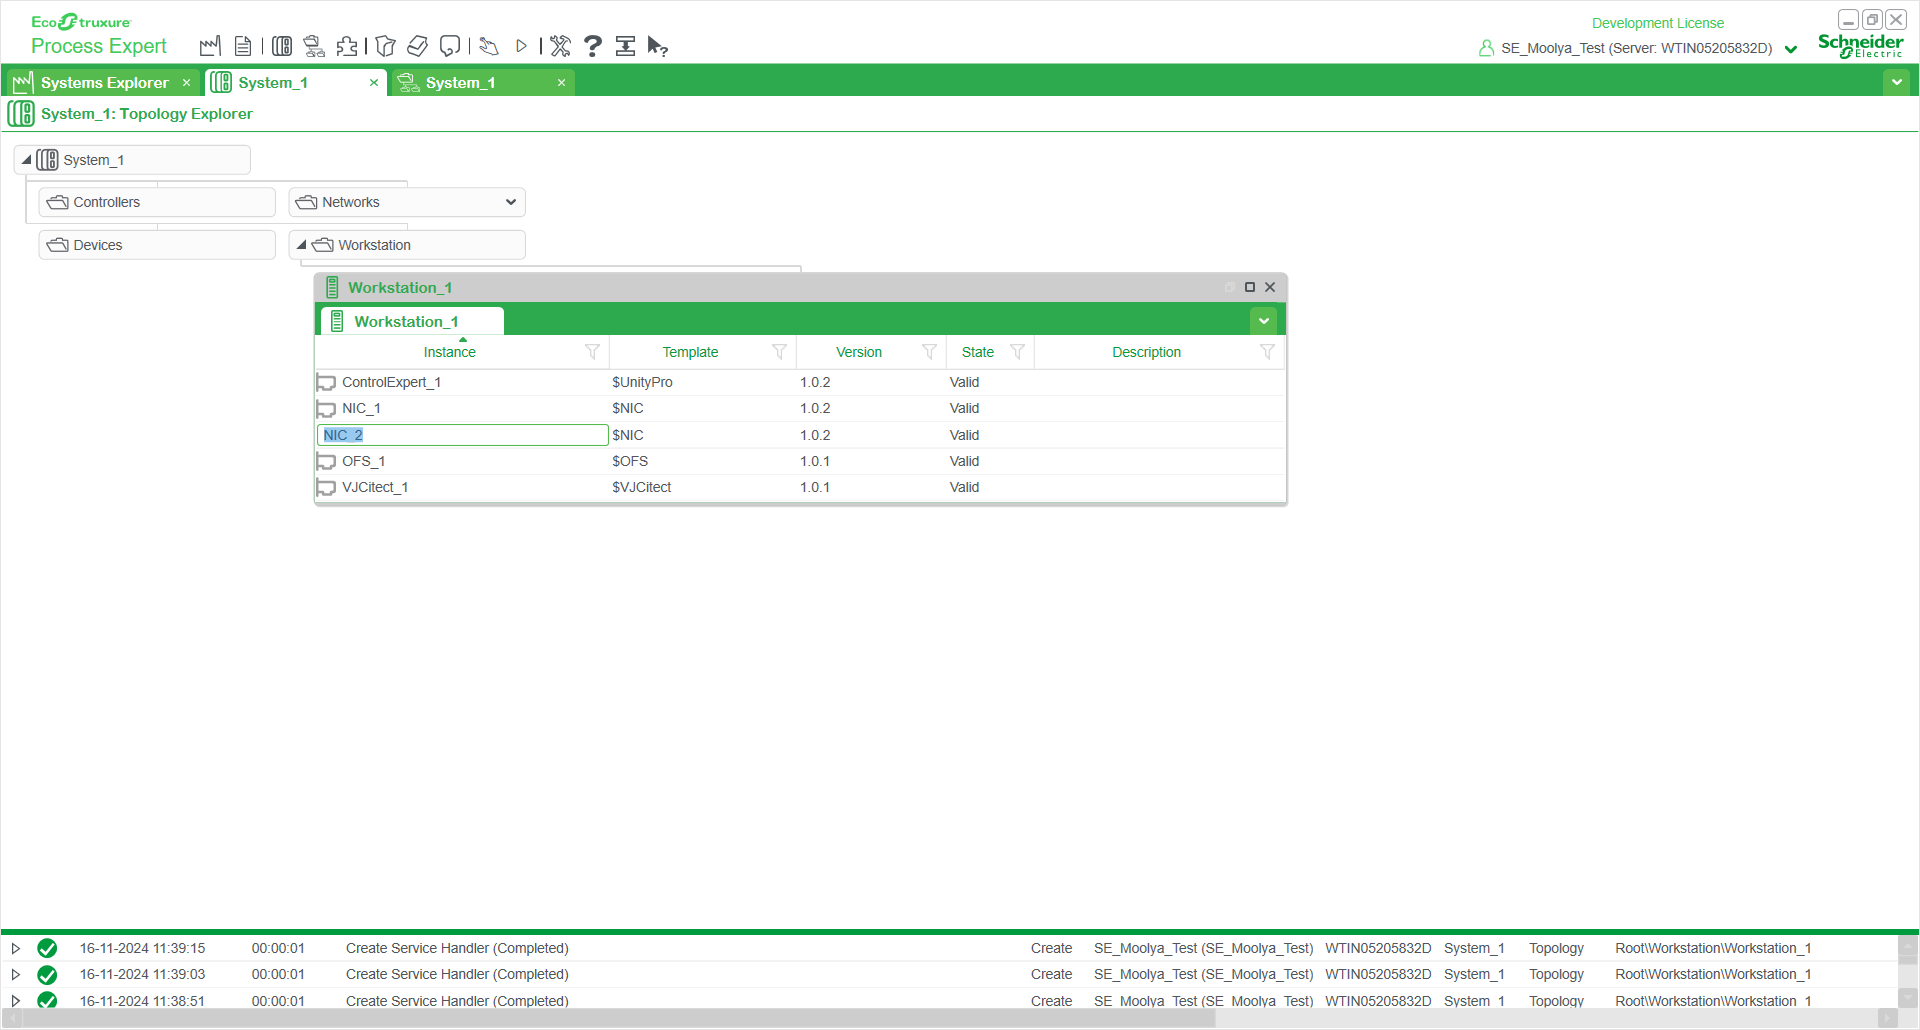 EcoStruxure
Process Expert
Development License
SE_Moolya_Test (Server: WTIN05205832D)
Schneider
Electric
Systems Explorer
System_1
System_1
System_1: Topology Explorer
System_1
Controllers
Networks
Devices
Workstation
Workstation_1
Workstation_1
Instance Template Version State Description
ControlExpert_1 $UnityPro 1.0.2 Valid
NIC_1 $NIC 1.0.2 Valid
NIC_2 $NIC 1.0.2 Valid
OFS_1 $OFS 1.0.1 Valid
VJCitect_1 $VJCitect 1.0.1 Valid
16-11-2024 11:39:15 00:00:01 Create Service Handler (Completed) Create SE_Moolya_Test (SE_Moolya_Test) WTIN05205832D System_1 Topology Root\Workstation\Workstation_1
16-11-2024 11:39:03 00:00:01 Create Service Handler (Completed) Create SE_Moolya_Test (SE_Moolya_Test) WTIN05205832D System_1 Topology Root\Workstation\Workstation_1
16-11-2024 11:38:51 00:00:01 Create Service Handler (Completed) Create SE_Moolya_Test (SE_Moolya_Test) WTIN05205832D System_1 Topology Root\Workstation\Workstation_1